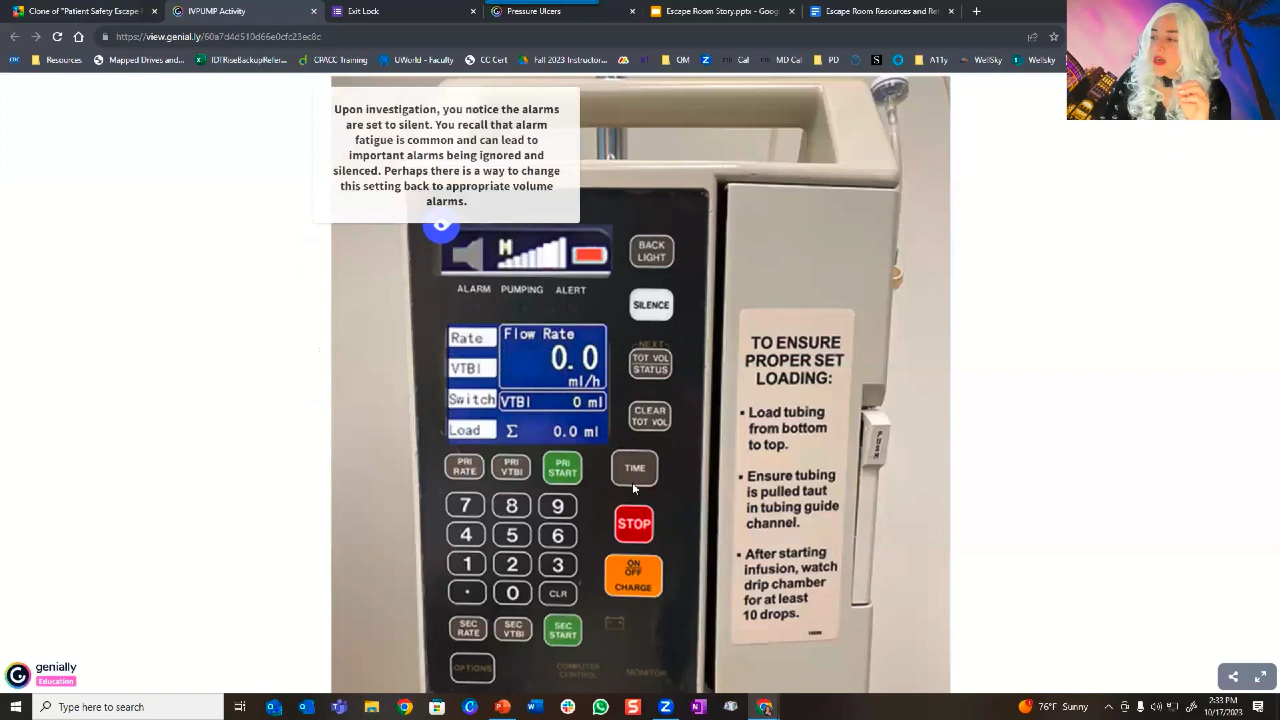 Clone of "Patient Safety Escape
IVPUMP Activity
Exit Lock
Pressure Ulcers
Escape Room Story.pptx - Goog
Escape Room Resources and Ref
https://view.genial.ly/60a7d4d510d66e0cfc23ec8c
Resources
Mapped Drives and...
IDTRiseBackupRefer...
CPACC Training
UWorld - Faculty
CC Cert
Fall 2023 Instructio...
QM
Cal
MD Cal
PD
A11y
WellSky
Wellsky
Upon investigation, you notice the alarms
are set to silent. You recall that alarm
fatigue is common and can lead to
important alarms being ignored and
silenced. Perhaps there is a way to change
this setting back to appropriate volume
alarms.
M
ALARM PUMPING ALERT
BACK
LIGHT
SILENCE
Rate
VTBI
Switch
Load
Flow Rate
0.0
ml/h
VTBI 0 ml
Σ 0.0 ml
NEXT
TOT VOL
STATUS
CLEAR
TOT VOL
PRI
RATE
PRI
VTBI
PRI
START
TIME
7 8 9
4 5 6
1 2 3
. 0 CLR
STOP
ON
OFF
CHARGE
SEC
RATE
SEC
VTBI
SEC
START
OPTIONS
COMPUTER
CONTROL
MONITOR
TO ENSURE
PROPER SET
LOADING:
• Load tubing
from bottom
to top.
• Ensure tubing
is pulled taut
in tubing guide
channel.
• After starting
infusion, watch
drip chamber
for at least
10 drops.
PUSH
genially
Education
Type here to search
76°F Sunny
2:33 PM
10/17/2023